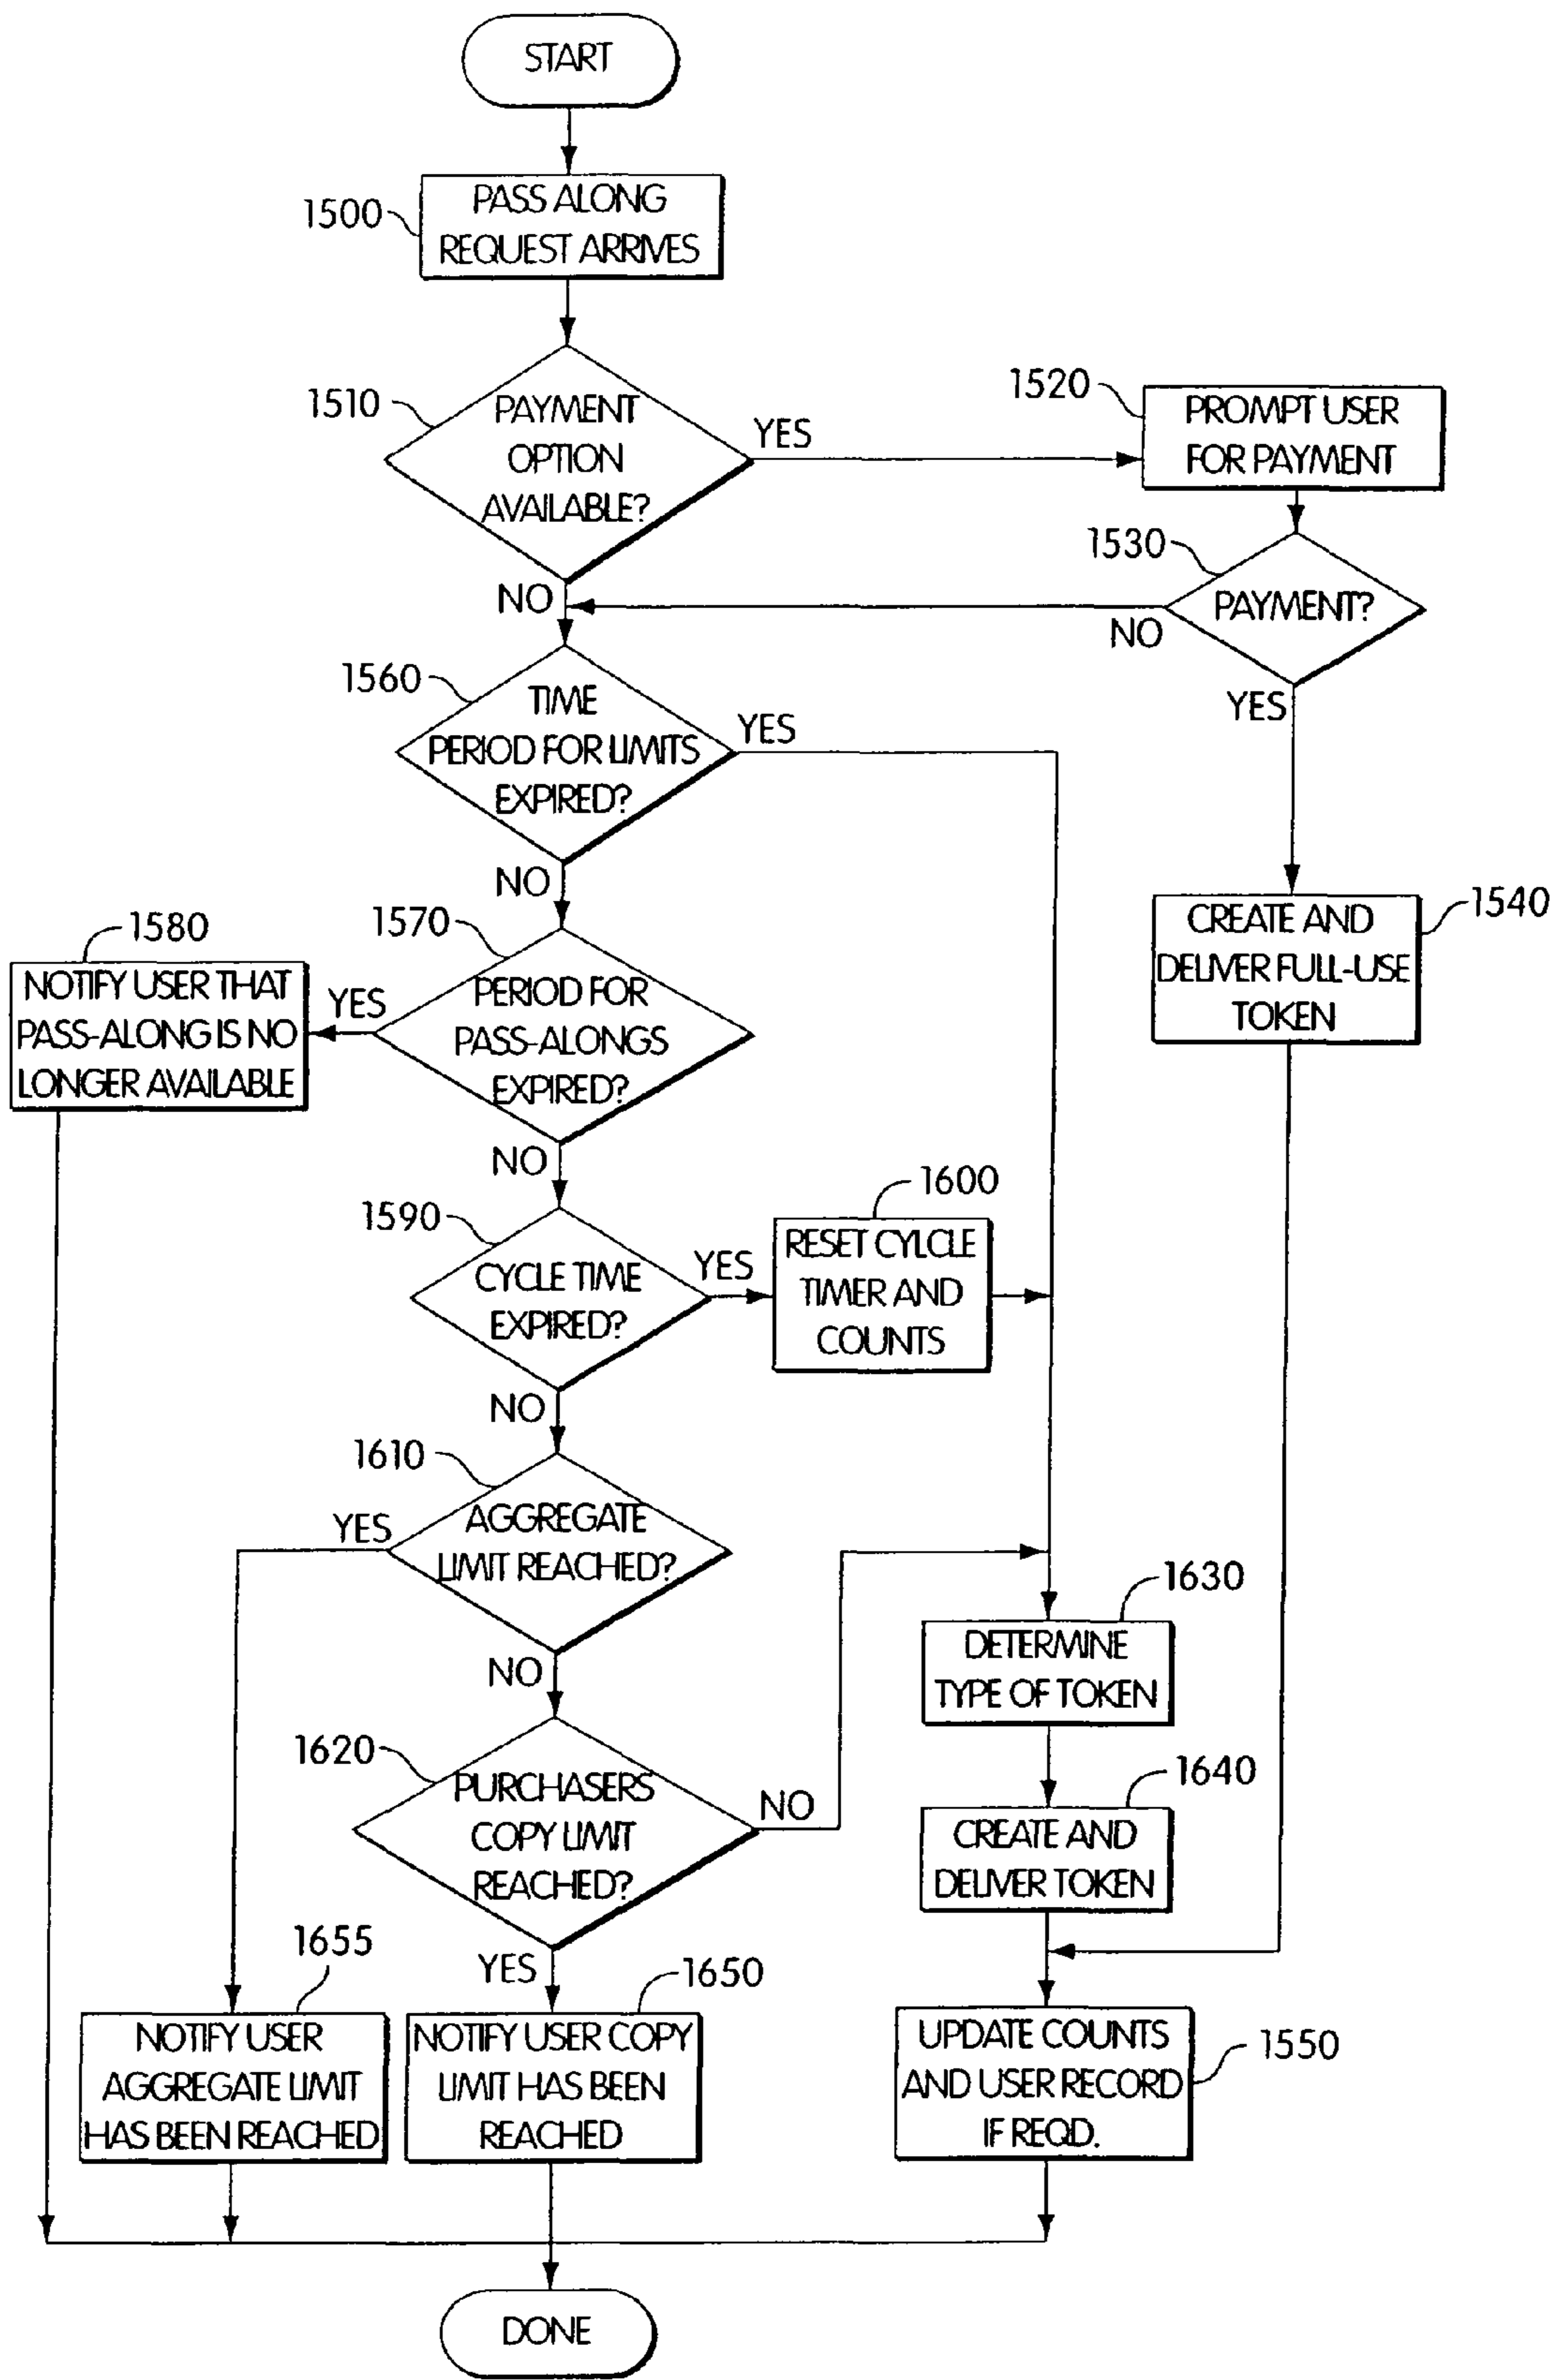 START
1500
PASS ALONG
REQUEST ARRIVES
1510
PAYMENT
OPTION
AVAILABLE?
YES
NO
1520
PROMPT USER
FOR PAYMENT
1530
PAYMENT?
NO
YES
1560
TIME
PERIOD FOR LIMITS
EXPIRED?
YES
NO
1540
CREATE AND
DELIVER FULL-USE
TOKEN
1570
PERIOD FOR
PASS-ALONGS
EXPIRED?
YES
NO
1580
NOTIFY USER THAT
PASS-ALONG IS NO
LONGER AVAILABLE
1590
CYCLE TIME
EXPIRED?
YES
NO
1600
RESET CYLCLE
TIMER AND
COUNTS
1610
AGGREGATE
LIMIT REACHED?
YES
NO
1620
PURCHASERS
COPY LIMIT
REACHED?
NO
YES
1630
DETERMINE
TYPE OF TOKEN
1640
CREATE AND
DELIVER TOKEN
1655
NOTIFY USER
AGGREGATE LIMIT
HAS BEEN REACHED
1650
NOTIFY USER COPY
LIMIT HAS BEEN
REACHED
1550
UPDATE COUNTS
AND USER RECORD
IF REQD.
DONE